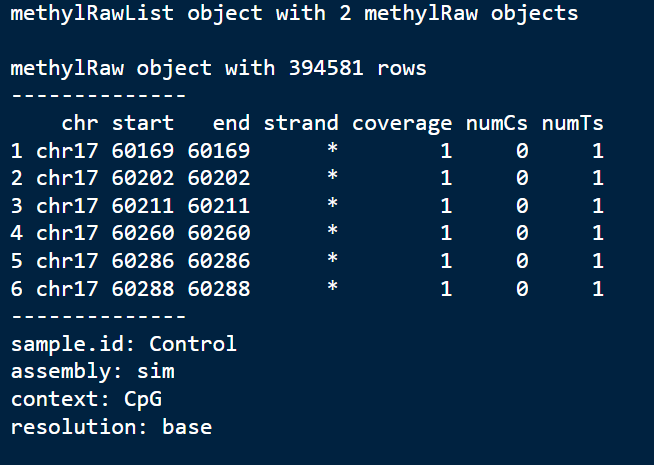 methylRawList object with 2 methylRaw objects
methylRaw object with 394581 rows
--------------
chr start end strand coverage numCs numTs
1 chr17 60169 60169 * 1 0 1
2 chr17 60202 60202 * 1 0 1
3 chr17 60211 60211 * 1 0 1
4 chr17 60260 60260 * 1 0 1
5 chr17 60286 60286 * 1 0 1
6 chr17 60288 60288 * 1 0 1
--------------
sample.id: Control
assembly: sim
context: CpG
resolution: base